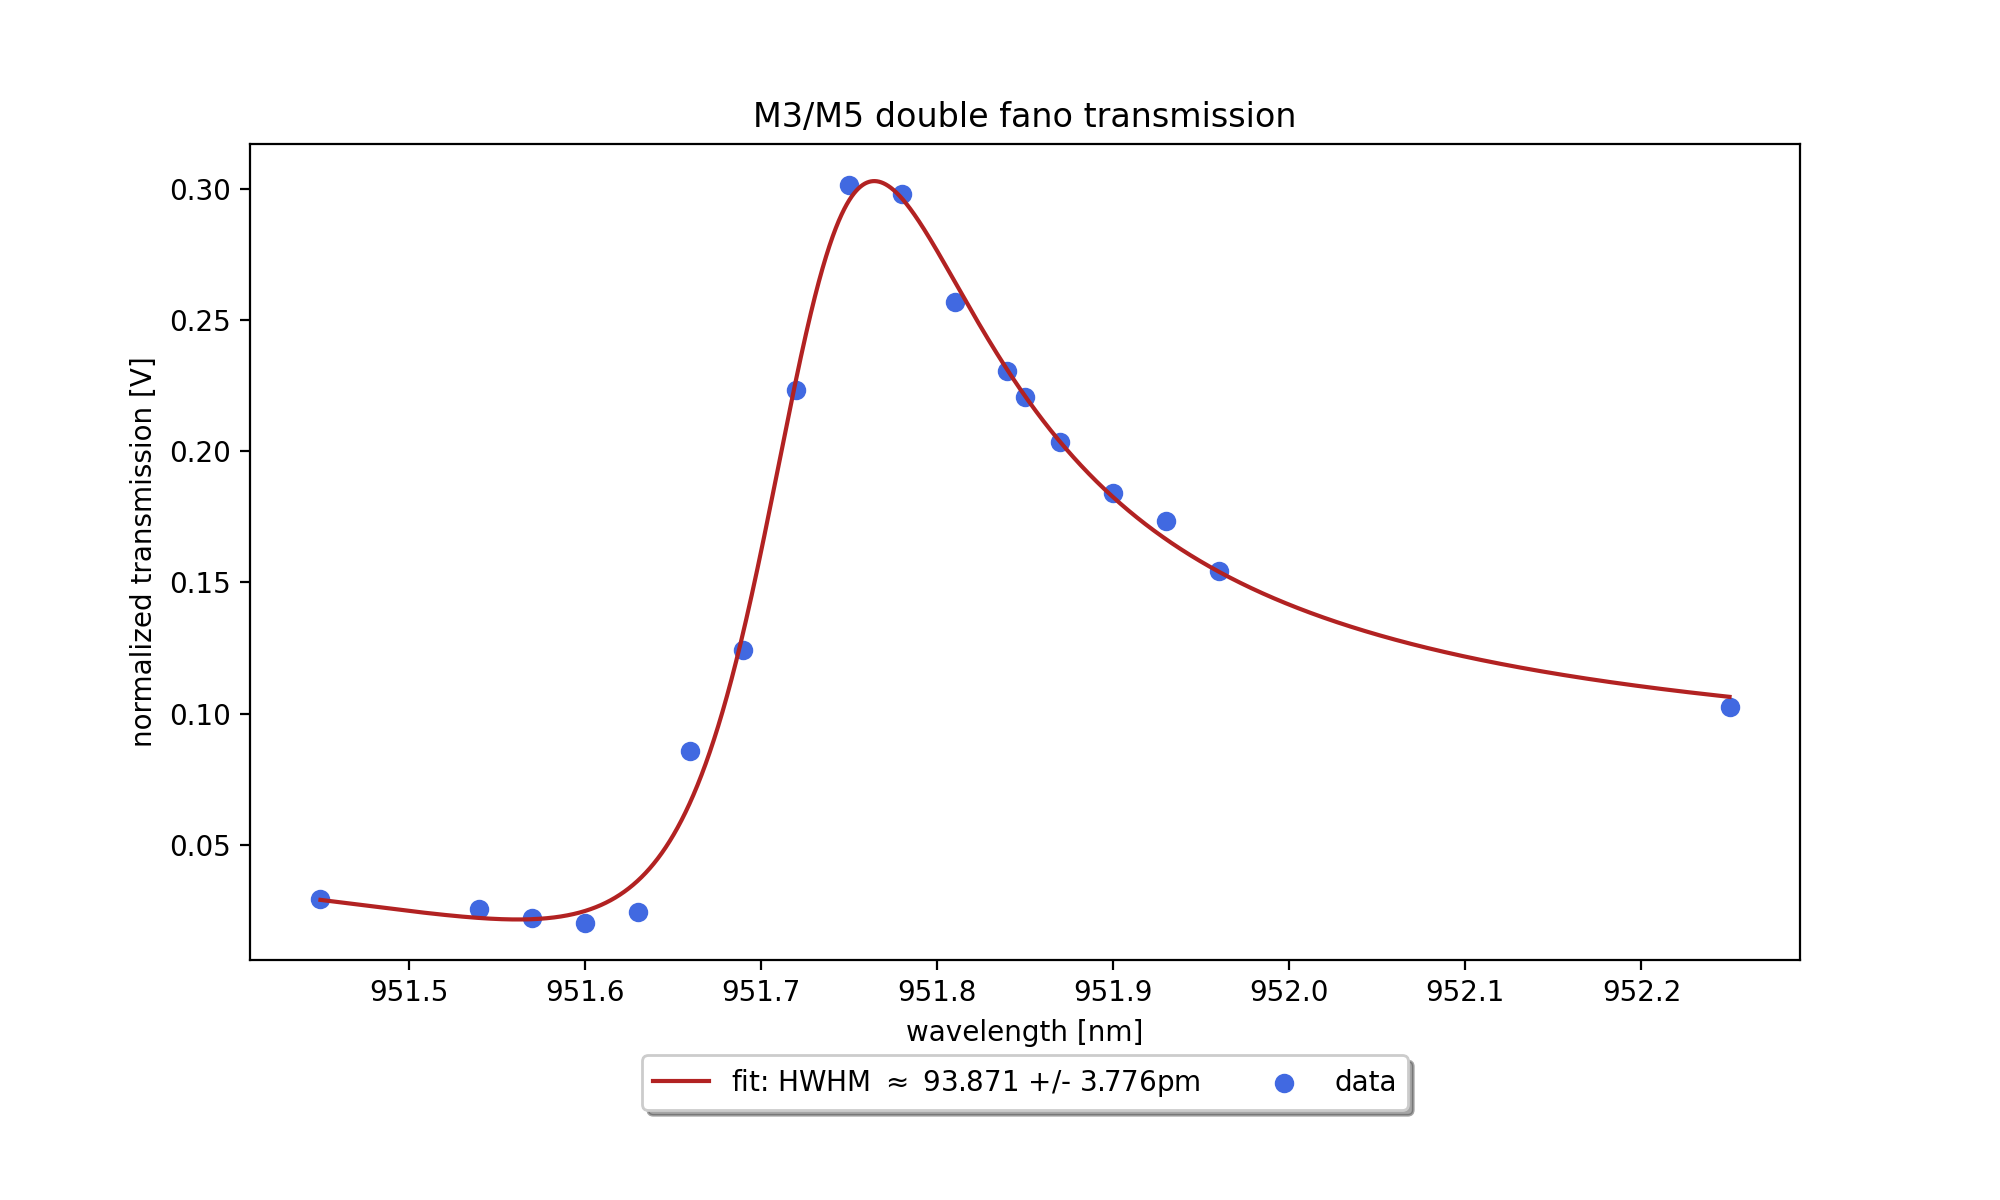 M3/M5 double fano transmission
normalized transmission [V]
0.30
0.25
0.20
0.15
0.10
0.05
951.5 951.6 951.7 951.8 951.9 952.0 952.1 952.2
wavelength [nm]
fit: HWHM ≈ 93.871 +/- 3.776pm data